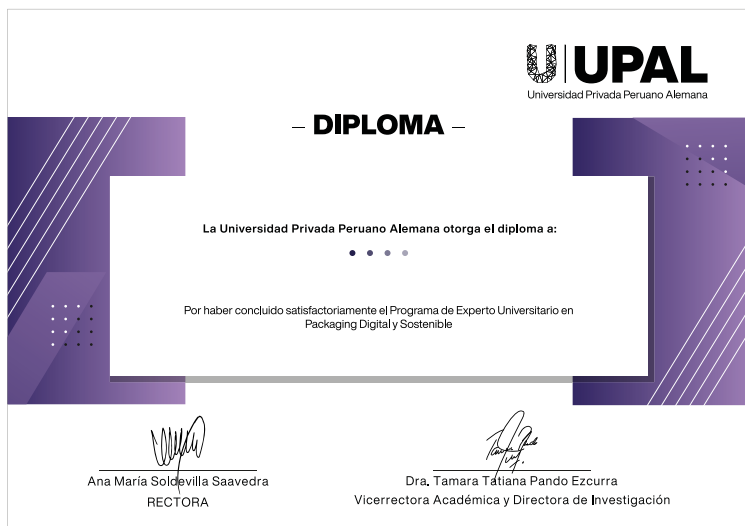 UPAL
Universidad Privada Peruano Alemana
– DIPLOMA –
La Universidad Privada Peruano Alemana otorga el diploma a:
Por haber concluido satisfactoriamente el Programa de Experto Universitario en
Packaging Digital y Sostenible
Ana María Soldevilla Saavedra
RECTORA
Dra. Tamara Tatiana Pando Ezcurra
Vicerrectora Académica y Directora de Investigación